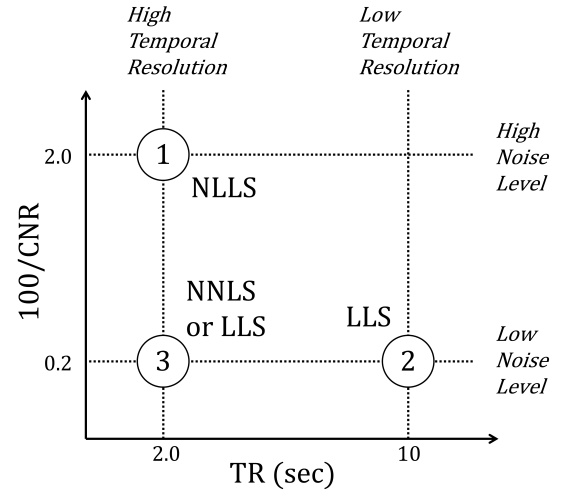 High
Temporal
Resolution
Low
Temporal
Resolution
2.0
1
NLLS
High
Noise
Level
100/CNR
NNLS
or LLS
LLS
0.2
3
2
Low
Noise
Level
2.0
10
TR (sec)